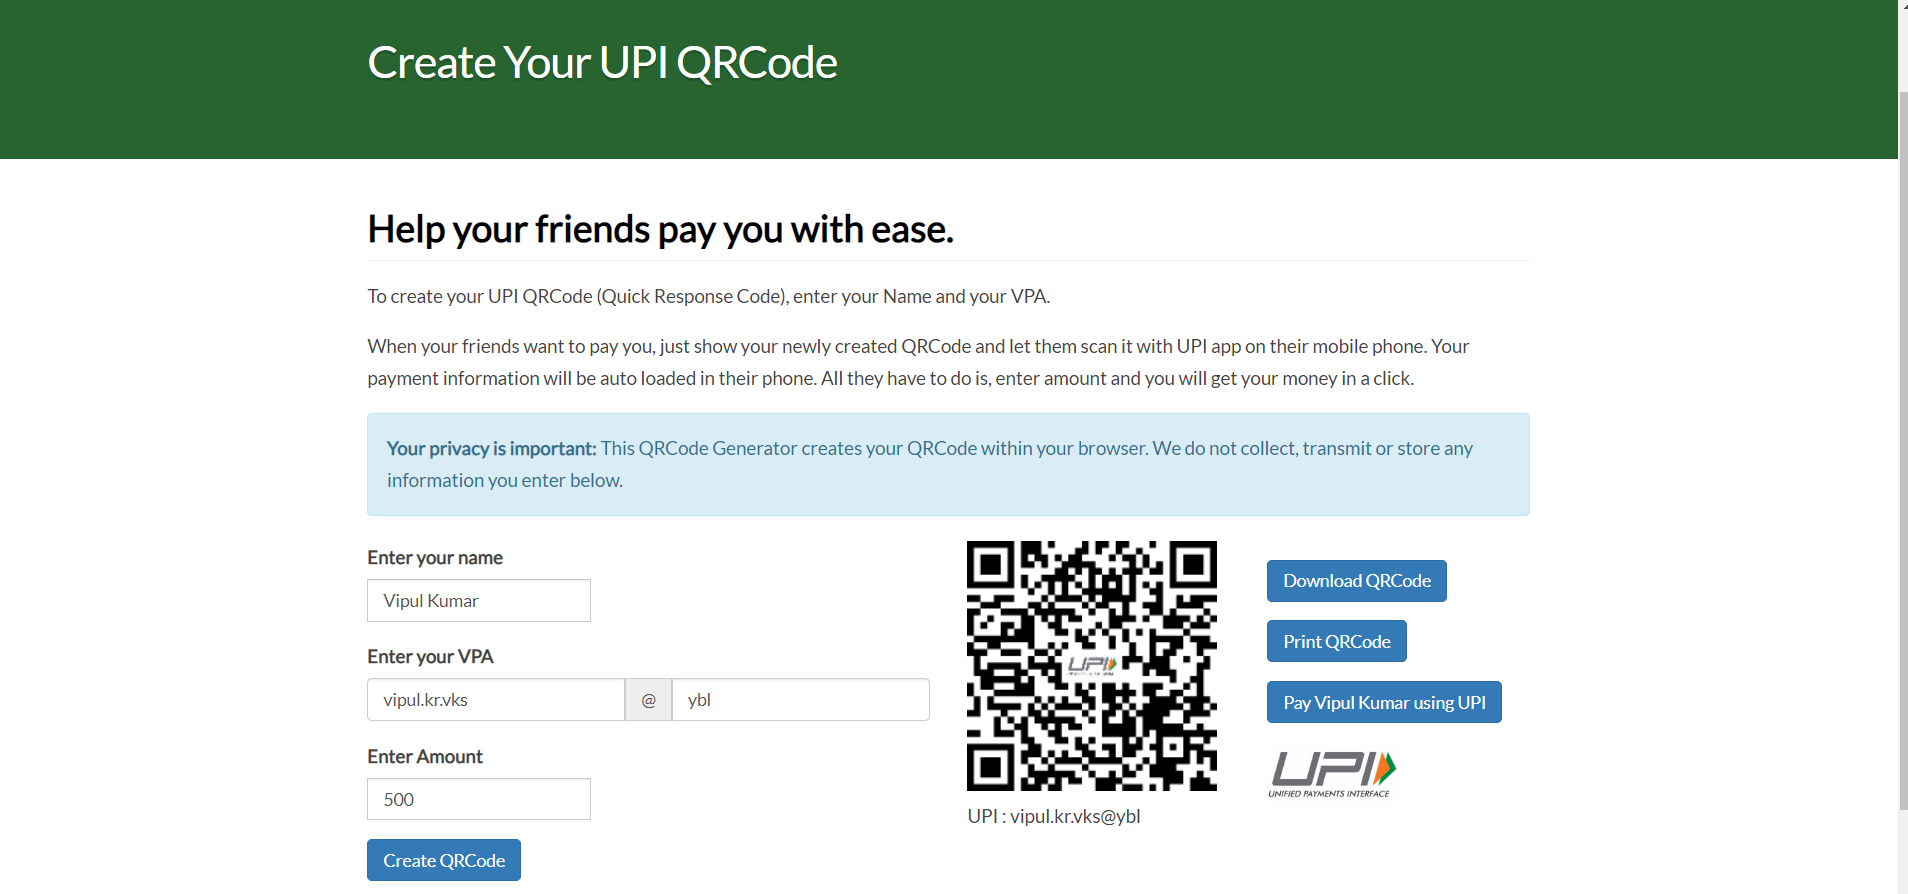 Create Your UPI QRCode
Help your friends pay you with ease.
To create your UPI QRCode (Quick Response Code), enter your Name and your VPA.
When your friends want to pay you, just show your newly created QRCode and let them scan it with UPI app on their mobile phone. Your
payment information will be auto loaded in their phone. All they have to do is, enter amount and you will get your money in a click.
Your privacy is important: This QRCode Generator creates your QRCode within your browser. We do not collect, transmit or store any
information you enter below.
Enter your name
Vipul Kumar
Enter your VPA
vipul.kr.vks @ ybl
Enter Amount
500
Create QRCode
UPI
UPI : vipul.kr.vks@ybl
Download QRCode
Print QRCode
Pay Vipul Kumar using UPI
UPI
UNIFIED PAYMENTS INTERFACE